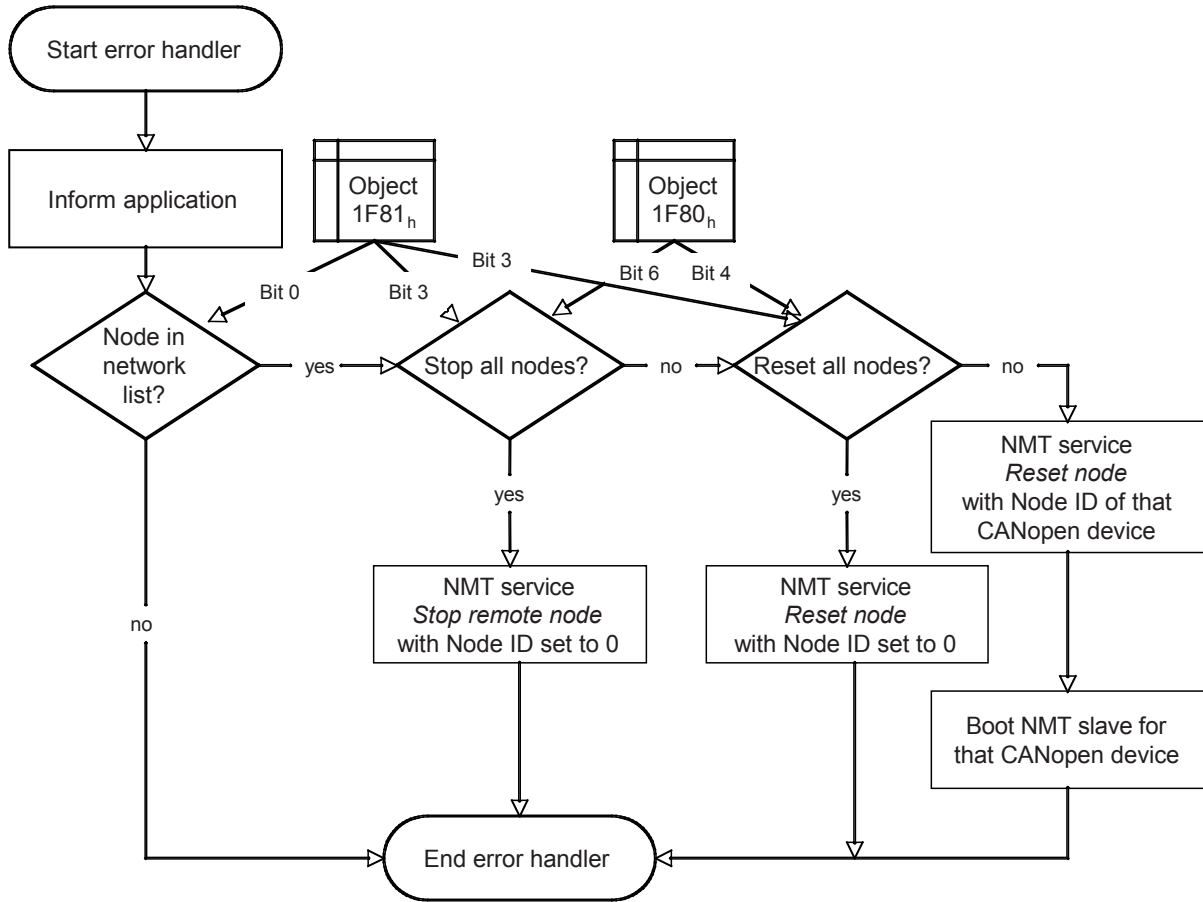 Start error handler
Inform application
Object
1F81h
Object
1F80h
Bit 0
Bit 3
Bit 3
Bit 6
Bit 4
Node in
network
list?
yes
Stop all nodes?
no
Reset all nodes?
no
yes
yes
no
NMT service
Reset node
with Node ID of that
CANopen device
NMT service
Stop remote node
with Node ID set to 0
NMT service
Reset node
with Node ID set to 0
Boot NMT slave for
that CANopen device
End error handler